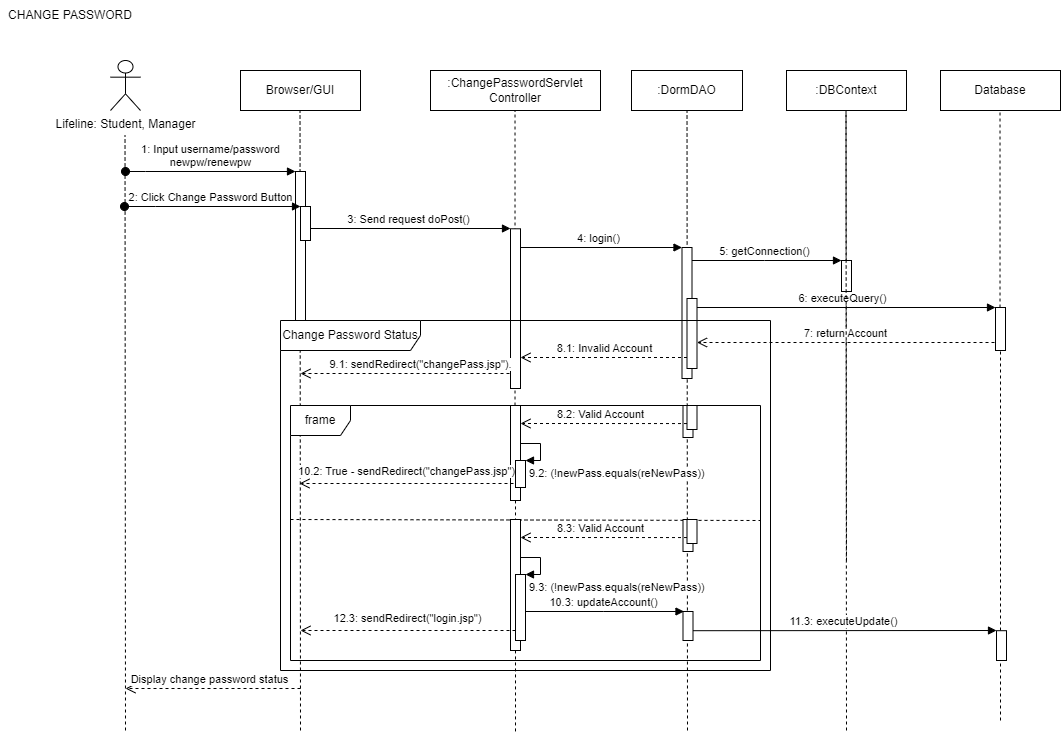 CHANGE PASSWORD
Browser/GUI
:ChangePasswordServlet
Controller
:DormDAO
:DBContext
Database
Lifeline: Student, Manager
1: Input username/password
newpw/renewpw
2: Click Change Password Button
3: Send request doPost()
4: login()
5: getConnection()
6: executeQuery()
Change Password Status
7: return Account
8.1: Invalid Account
9.1: sendRedirect("changePass.jsp").
frame
8.2: Valid Account
10.2: True - sendRedirect("changePass.jsp")
9.2: (!newPass.equals(reNewPass))
8.3: Valid Account
9.3: (!newPass.equals(reNewPass))
10.3: updateAccount()
12.3: sendRedirect("login.jsp")
11.3: executeUpdate()
Display change password status